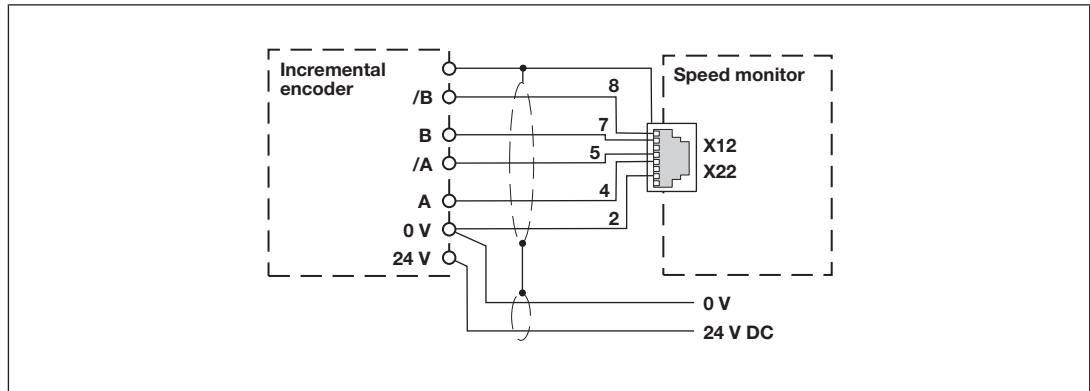 Incremental
encoder
Speed monitor
/B
8
B
7
X12
/A
5
X22
A
4
0 V
2
24 V
0 V
24 V DC